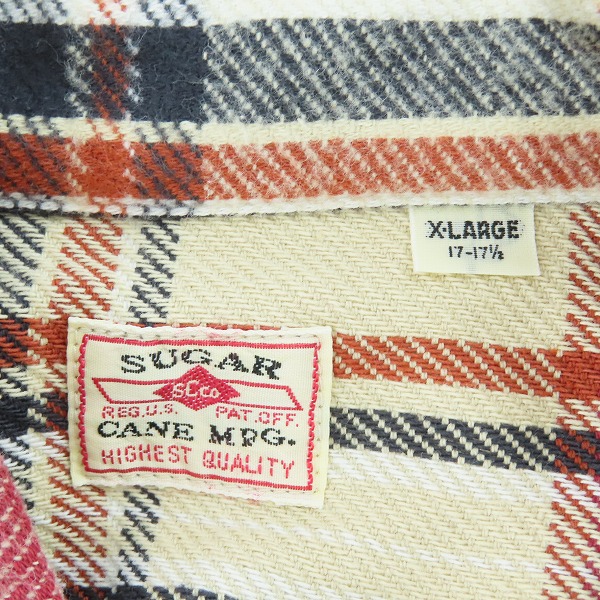 X-LARGE
17-17½
SUGAR
SC.CO
REG.U.S. PAT.OFF.
CANE MFG.
HIGHEST QUALITY